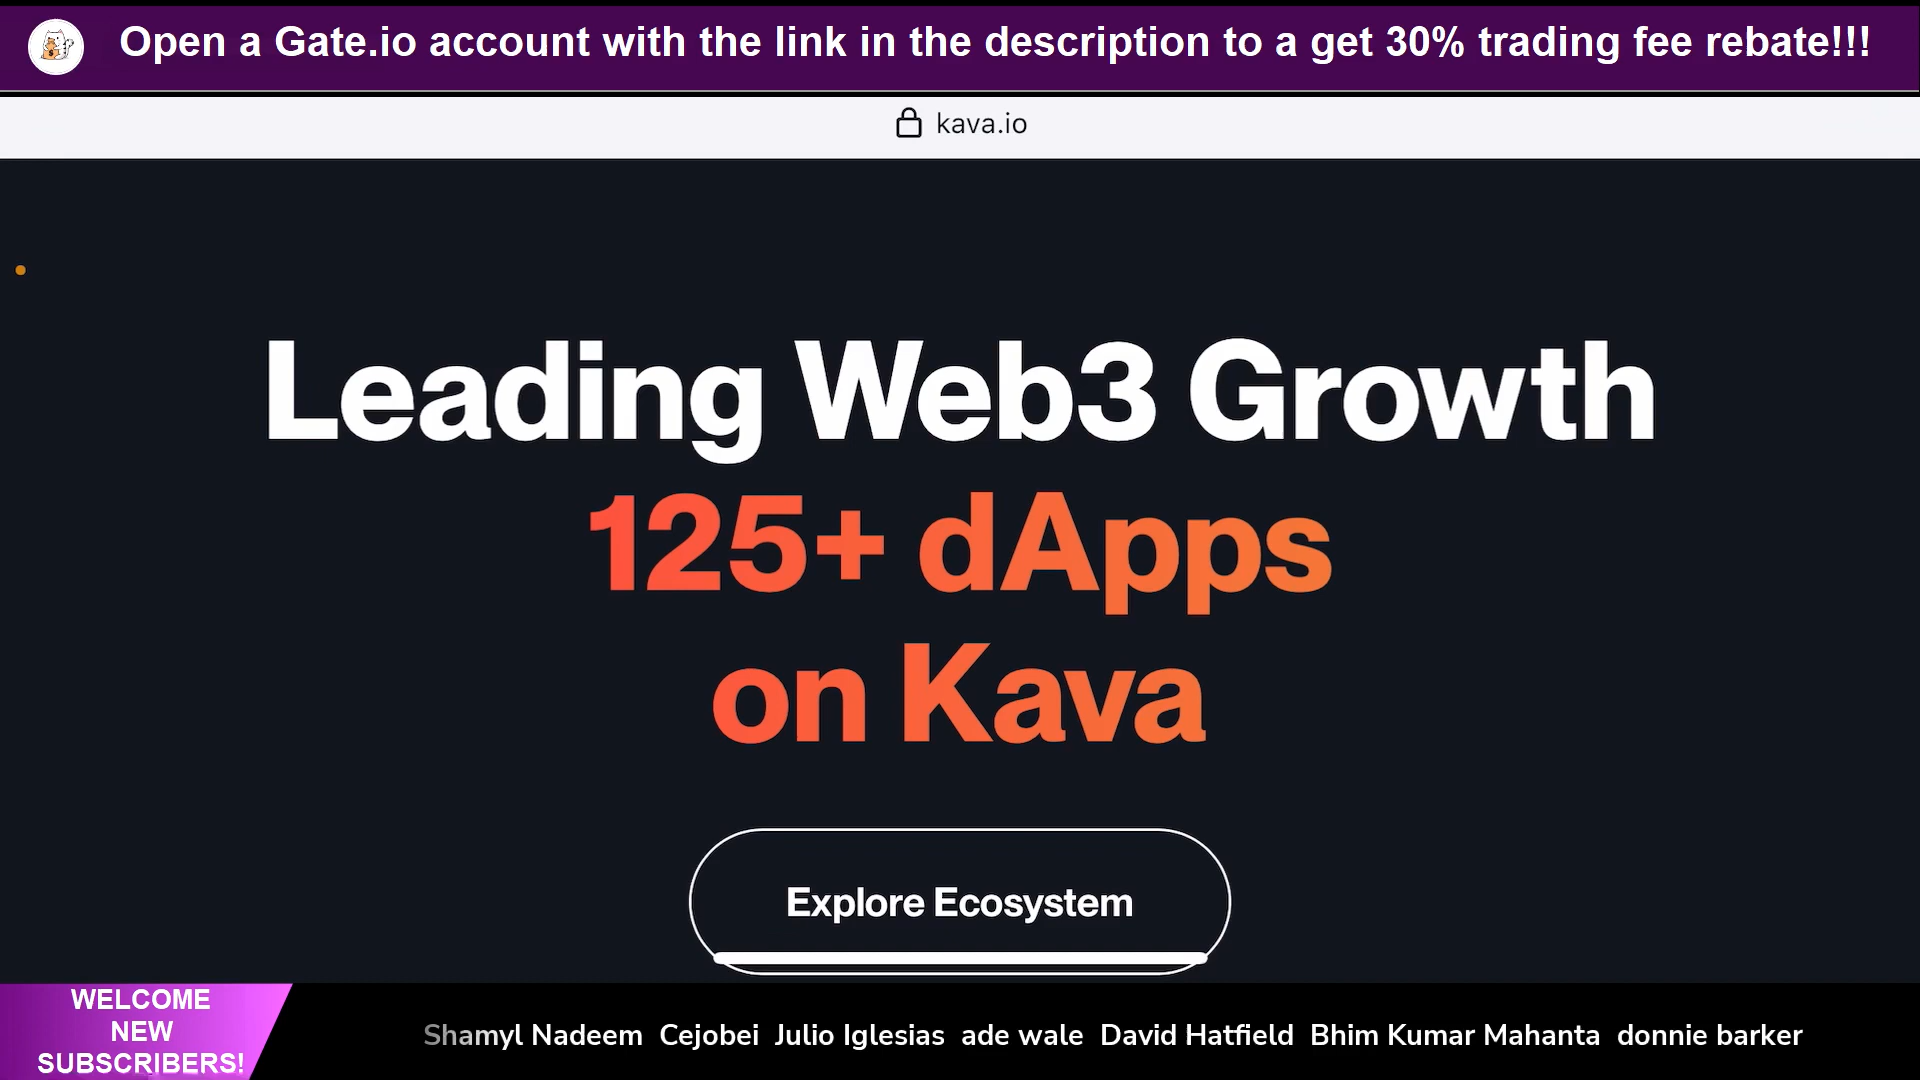 Open a Gate.io account with the link in the description to a get 30% trading fee rebate!!!
kava.io
Leading Web3 Growth
125+ dApps
on Kava
Explore Ecosystem
WELCOME
NEW
SUBSCRIBERS!
Shamyl Nadeem Cejobei Julio Iglesias ade wale David Hatfield Bhim Kumar Mahanta donnie barker